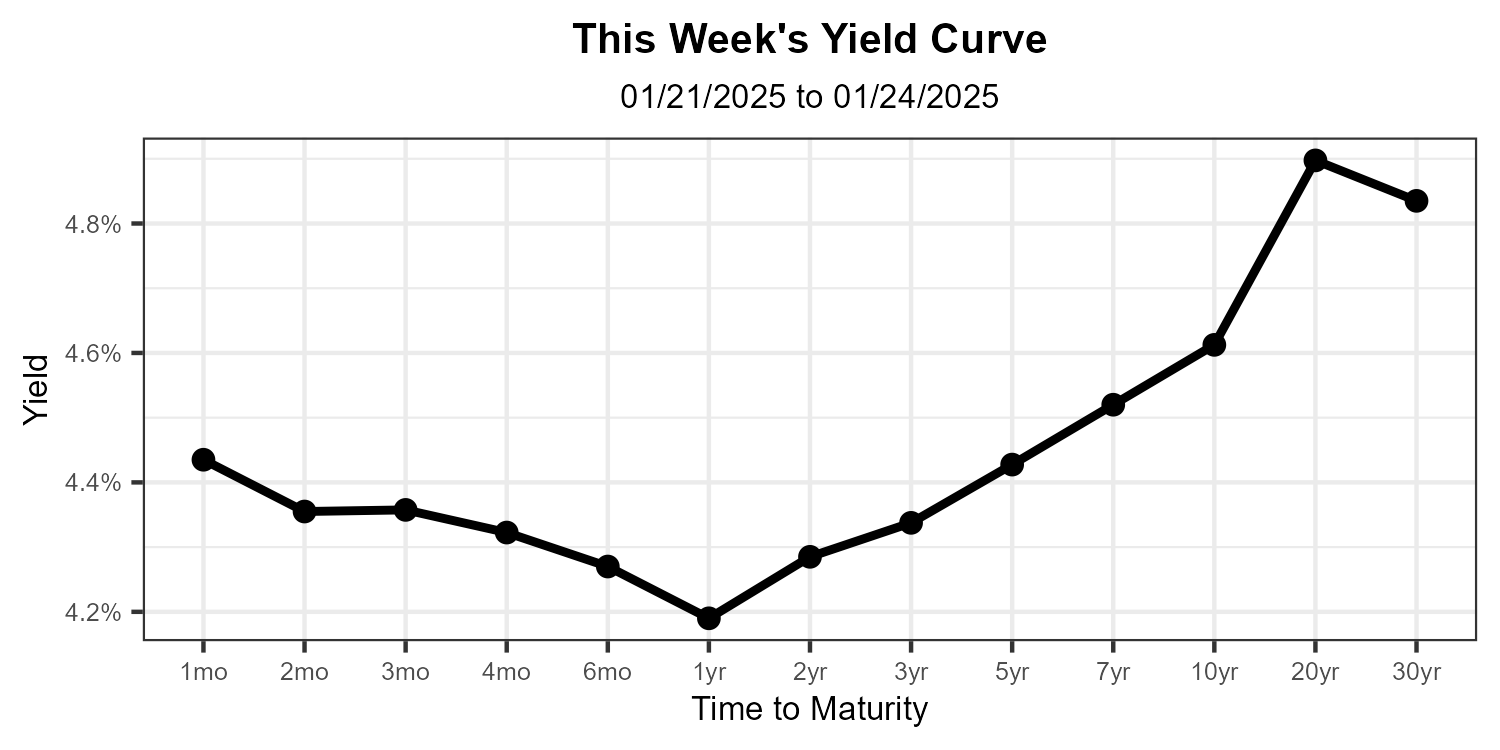 This Week's Yield Curve
01/21/2025 to 01/24/2025
Yield
4.8%
4.6%
4.4%
4.2%
1mo 2mo 3mo 4mo 6mo 1yr 2yr 3yr 5yr 7yr 10yr 20yr 30yr
Time to Maturity